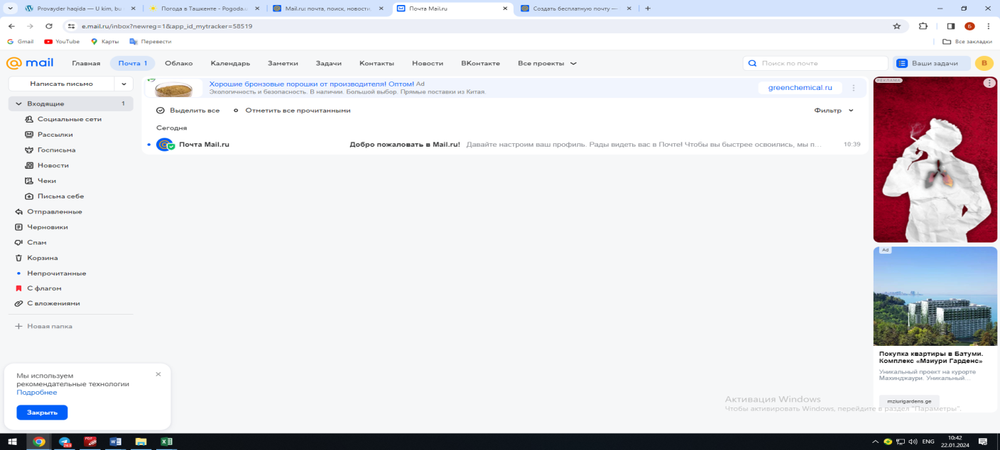 Provayder haqida — U kim, bu
Погода в Ташкенте - Pogoda.u
Mail.ru: почта, поиск, новости,
Почта Mail.ru
Создать бесплатную почту —
e.mail.ru/inbox?newreg=1&app_id_mytracker=58519
Б
Gmail
YouTube
Карты
Перевести
Все закладки
@mail
Главная
Почта 1
Облако
Календарь
Заметки
Задачи
Контакты
Новости
ВКонтакте
Все проекты
Поиск по почте
Ваши задачи
В
Написать письмо
Входящие 1
Социальные сети
Рассылки
Госписьма
Новости
Чеки
Письма себе
Отправленные
Черновики
Спам
Корзина
Непрочитанные
С флагом
С вложениями
Новая папка
Хорошие бронзовые порошки от производителя! Оптом! Ad
Экологичность и безопасность. В наличии. Большой выбор. Прямые поставки из Китая.
greenchemical.ru
Выделить все
Отметить все прочитанными
Фильтр
Сегодня
Почта Mail.ru Добро пожаловать в Mail.ru! Давайте настроим ваш профиль. Рады видеть вас в Почте! Чтобы вы быстрее освоились, мы п... 10:39
РЕКЛАМА
Ad
Покупка квартиры в Батуми.
Комплекс «Мзиури Гарденс»
Уникальный проект на курорте
Махинджаури. Уникальный...
mziurigardens.ge
Мы используем
рекомендательные технологии
Подробнее
Закрыть
Активация Windows
Чтобы активировать Windows, перейдите в раздел "Параметры".
PDF
ENG
10:42
22.01.2024